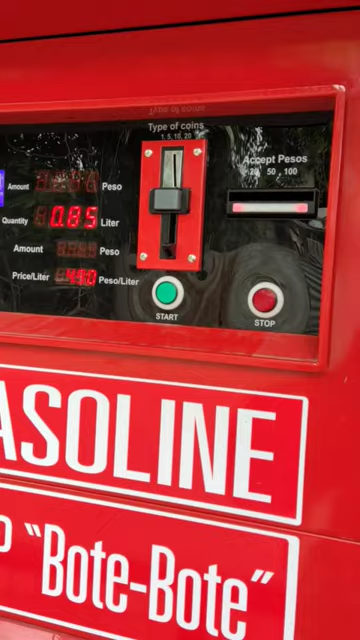 Type of coins
1, 5, 10, 20
Accept Pesos
20, 50, 100
Amount Peso
Quantity 0.85 Liter
Amount Peso
Price/Liter Peso/Liter
START
STOP
ASOLINE
"Bote-Bote"